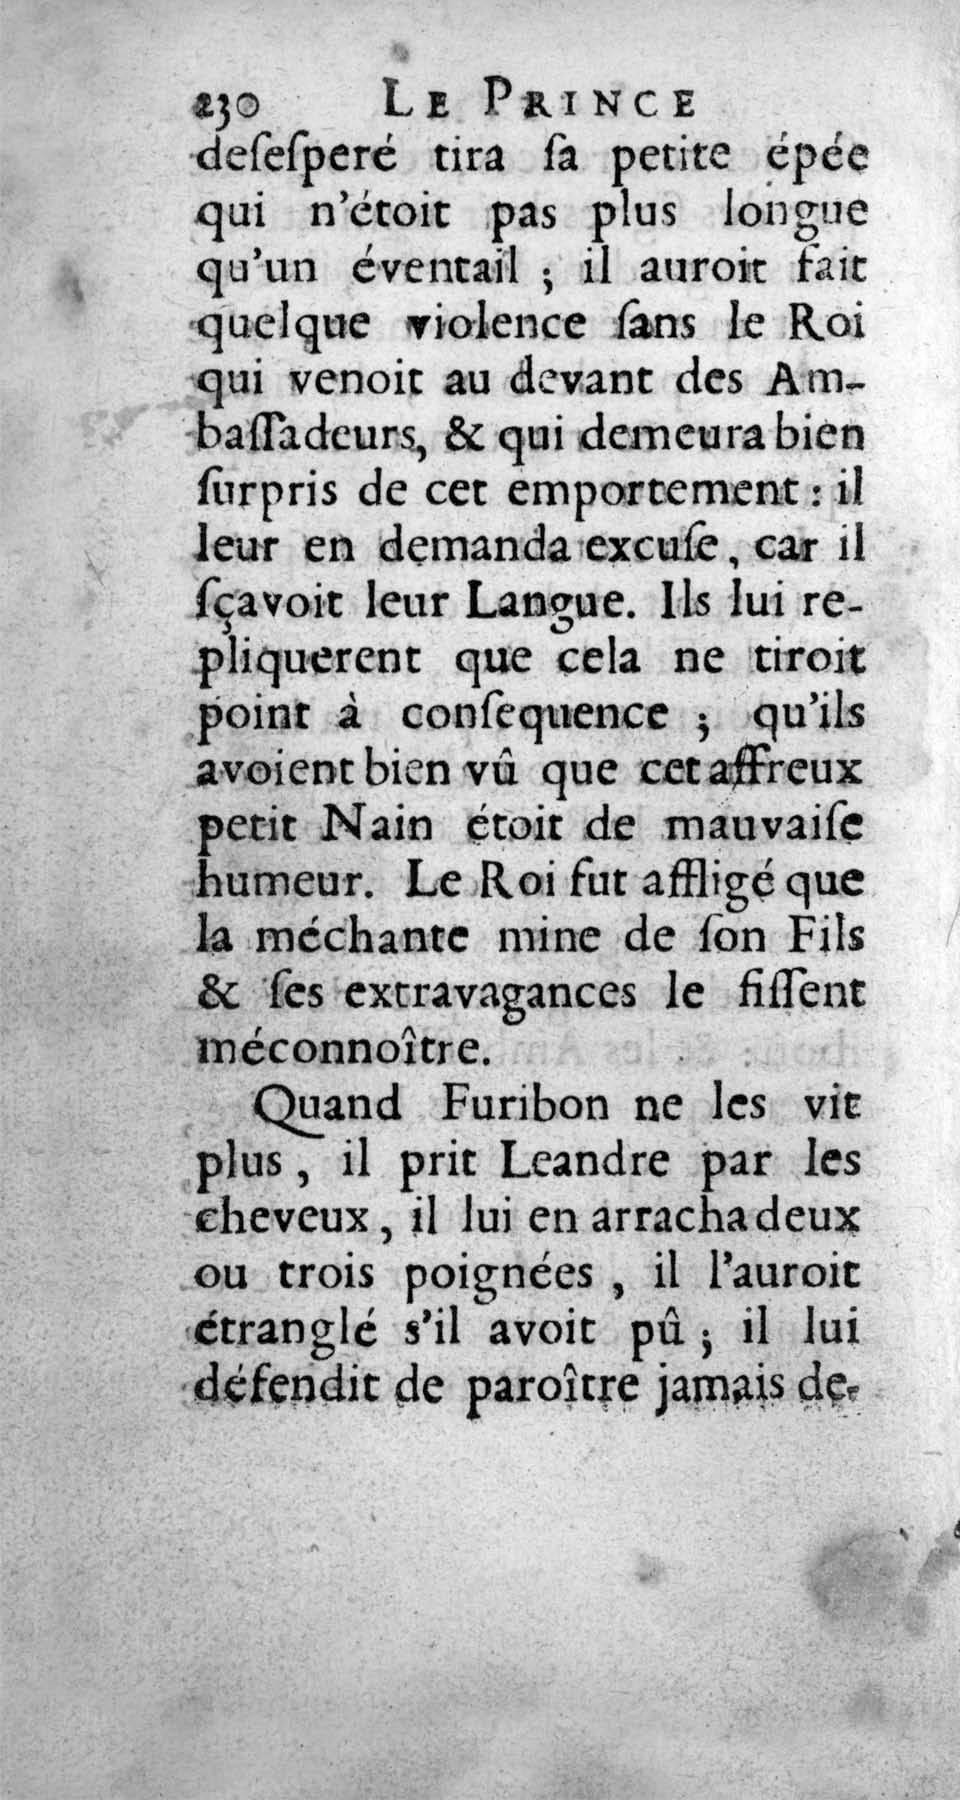 230 LE PRINCE
deſeſperé tira ſa petite épée
qui n'étoit pas plus longue
qu'un éventail ; il auroit fait
quelque violence ſans le Roi
qui venoit au devant des Am-
baſſadeurs, & qui demeura bien
ſurpris de cet emportement : il
leur en demanda excuſe, car il
ſçavoit leur Langue. Ils lui re-
pliquerent que cela ne tiroit
point à conſequence ; qu'ils
avoient bien vû que cet affreux
petit Nain étoit de mauvaiſe
humeur. Le Roi fut affligé que
la méchante mine de ſon Fils
& ſes extravagances le fiſſent
méconnoître.
Quand Furibon ne les vit
plus, il prit Leandre par les
cheveux, il lui en arracha deux
ou trois poignées, il l'auroit
étranglé s'il avoit pû ; il lui
défendit de paroître jamais de-